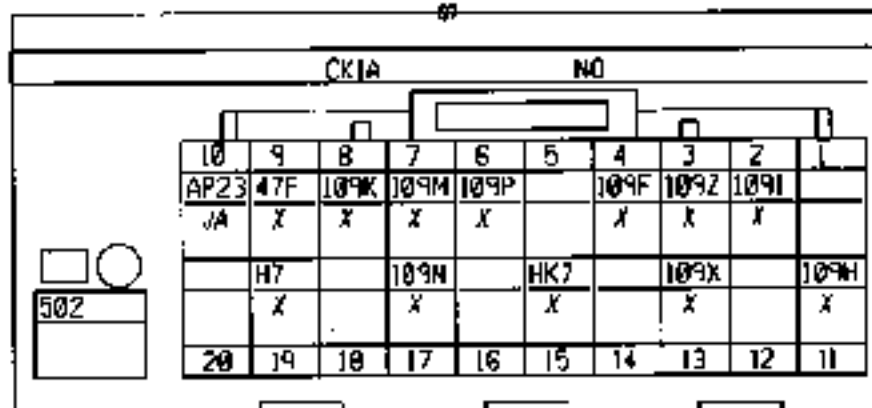 CK1A NO
10 9 8 7 6 5 4 3 2 1
AP23 47F 109K 109M 109P 109F 109Z 109I
JA X X X X X X X
H7 109N HK7 109X 109H
502 X X X X X
20 19 18 17 16 15 14 13 12 11